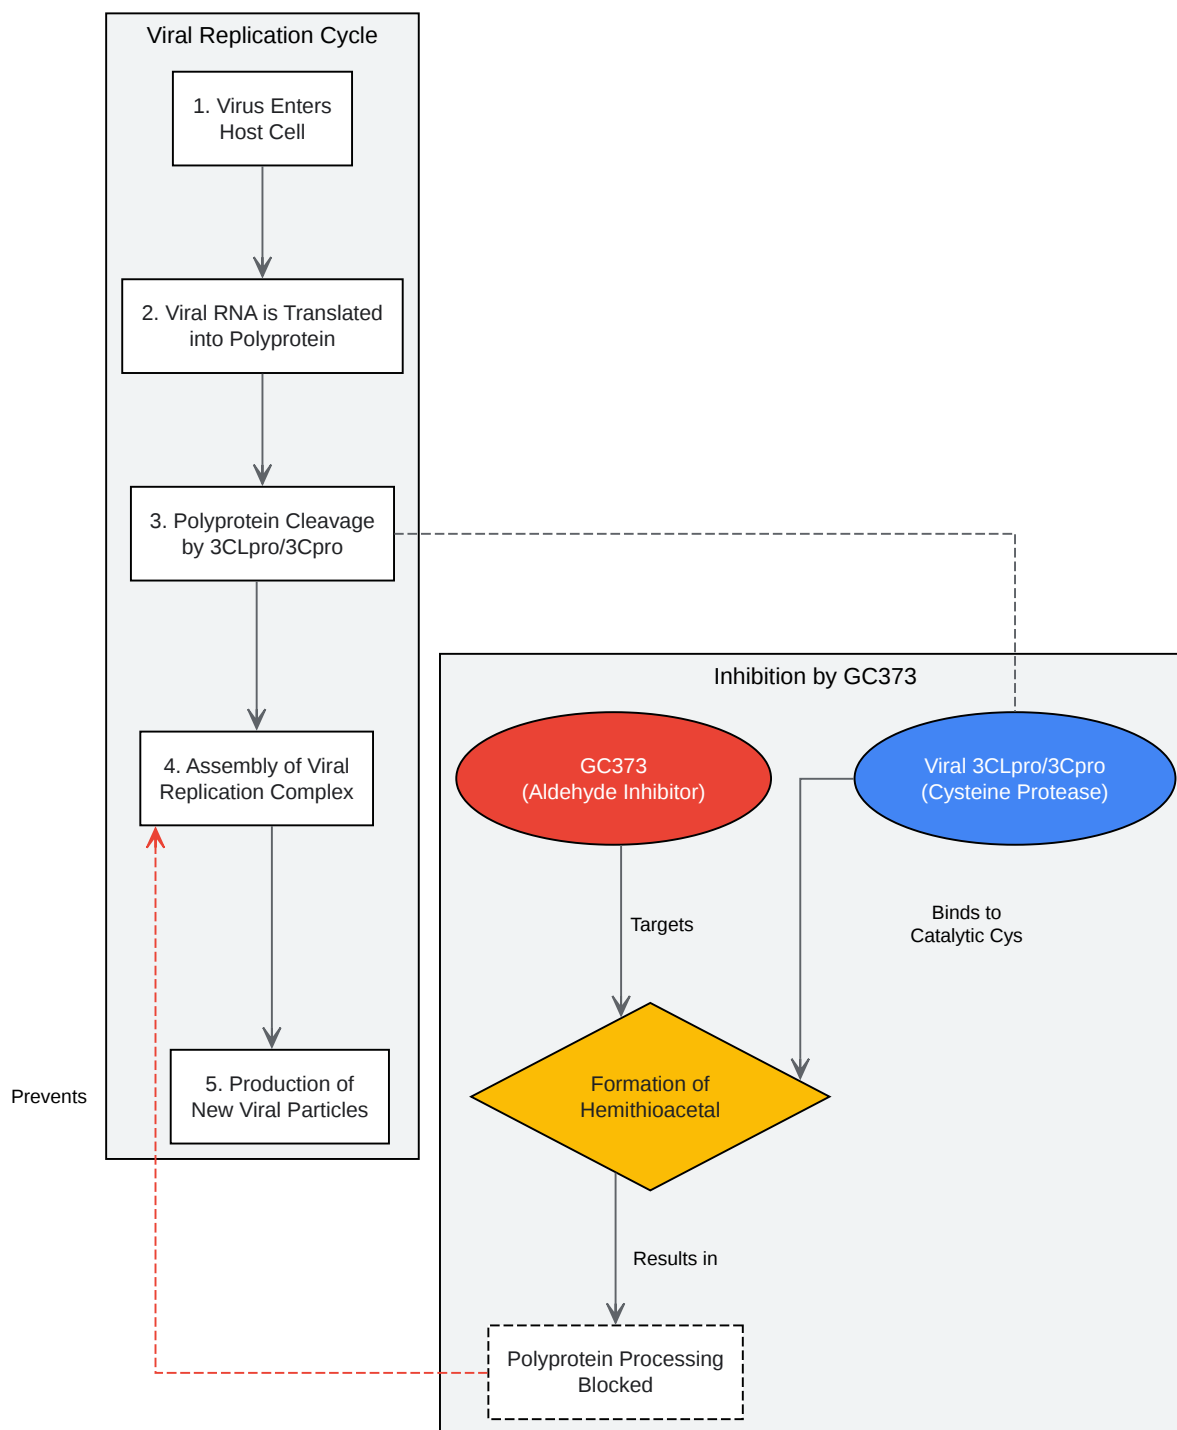 Viral Replication Cycle
1. Virus Enters
Host Cell
2. Viral RNA is Translated
into Polyprotein
3. Polyprotein Cleavage
by 3CLpro/3Cpro
4. Assembly of Viral
Replication Complex
5. Production of
New Viral Particles
Prevents
Inhibition by GC373
GC373
(Aldehyde Inhibitor)
Viral 3CLpro/3Cpro
(Cysteine Protease)
Targets
Binds to
Catalytic Cys
Formation of
Hemithioacetal
Results in
Polyprotein Processing
Blocked